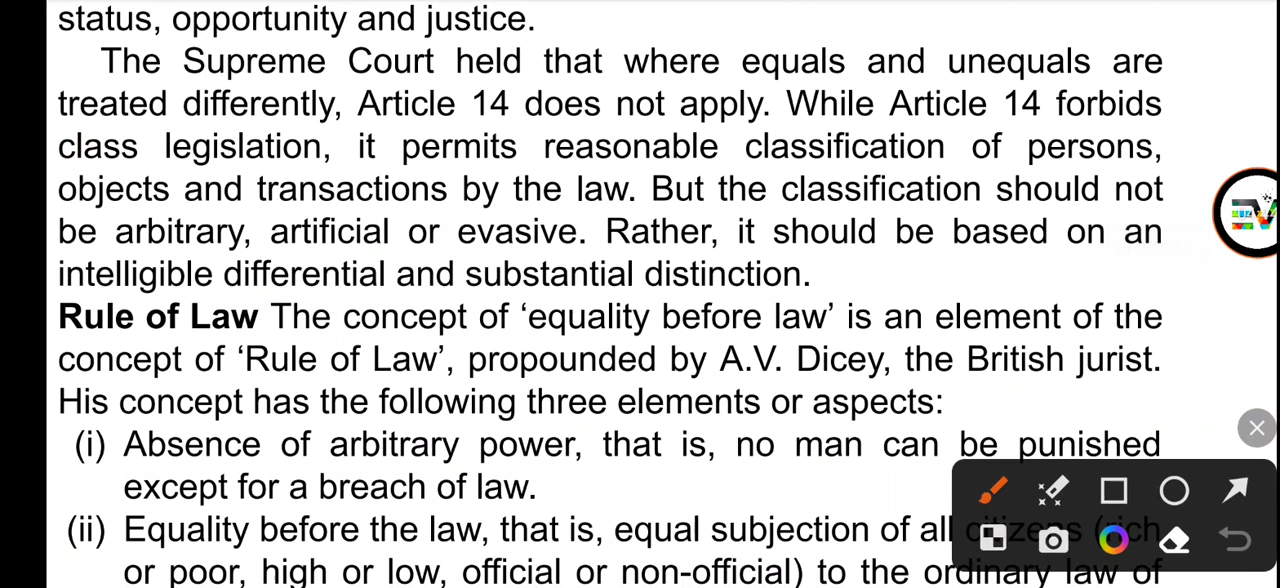 status, opportunity and justice.
The Supreme Court held that where equals and unequals are
treated differently, Article 14 does not apply. While Article 14 forbids
class legislation, it permits reasonable classification of persons,
objects and transactions by the law. But the classification should not
be arbitrary, artificial or evasive. Rather, it should be based on an
intelligible differential and substantial distinction.
Rule of Law The concept of ‘equality before law’ is an element of the
concept of ‘Rule of Law’, propounded by A.V. Dicey, the British jurist.
His concept has the following three elements or aspects:
(i) Absence of arbitrary power, that is, no man can be punished
except for a breach of law.
(ii) Equality before the law, that is, equal subjection of all citizens (rich
or poor, high or low, official or non-official) to the ordinary law of
EV